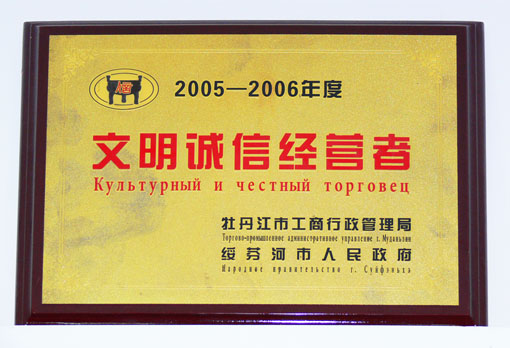 2005—2006年度
文明诚信经营者
Культурный и честный торговец
牡丹江市工商行政管理局
Торгово-промышленное административное управление г. Муданьцзян
绥芬河市人民政府
Народное правительство г. Суйфэньхэ